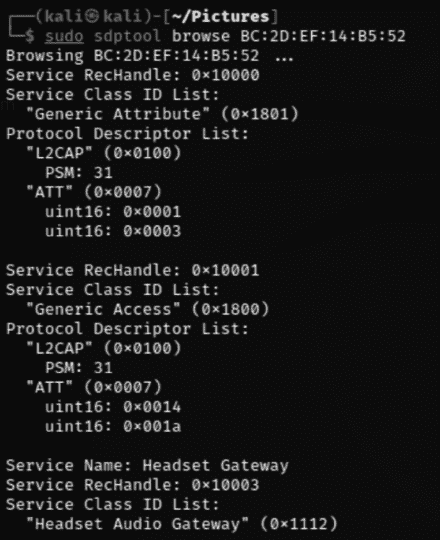 (kali㉿kali)-[~/Pictures]
$ sudo sdptool browse BC:2D:EF:14:B5:52
Browsing BC:2D:EF:14:B5:52 ...
Service RecHandle: 0×10000
Service Class ID List:
"Generic Attribute" (0×1801)
Protocol Descriptor List:
"L2CAP" (0×0100)
PSM: 31
"ATT" (0×0007)
uint16: 0×0001
uint16: 0×0003
Service RecHandle: 0×10001
Service Class ID List:
"Generic Access" (0×1800)
Protocol Descriptor List:
"L2CAP" (0×0100)
PSM: 31
"ATT" (0×0007)
uint16: 0×0014
uint16: 0×001a
Service Name: Headset Gateway
Service RecHandle: 0×10003
Service Class ID List:
"Headset Audio Gateway" (0×1112)